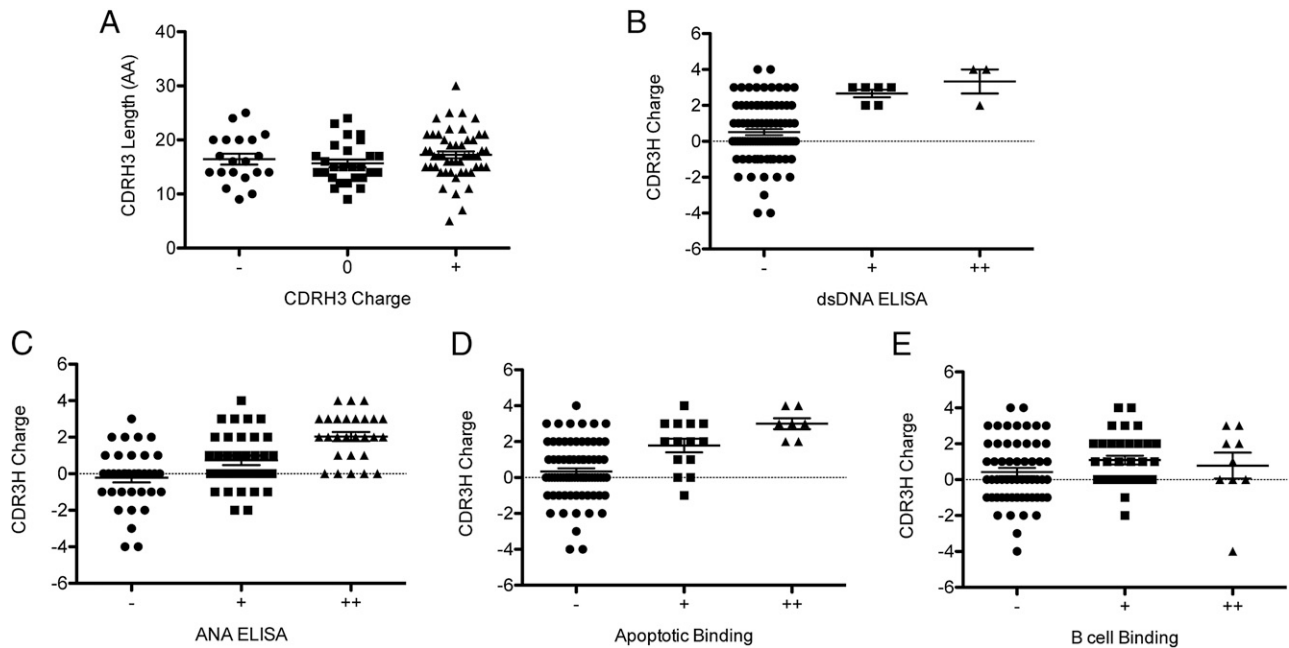 A
CDRH3 Length (AA)
40
30
20
10
0
- 0 +
CDRH3 Charge
B
CDR3H Charge
6
4
2
0
-2
-4
-6
- + ++
dsDNA ELISA
C
CDR3H Charge
6
4
2
0
-2
-4
-6
- + ++
ANA ELISA
D
CDR3H Charge
6
4
2
0
-2
-4
-6
- + ++
Apoptotic Binding
E
CDR3H Charge
6
4
2
0
-2
-4
-6
- + ++
B cell Binding